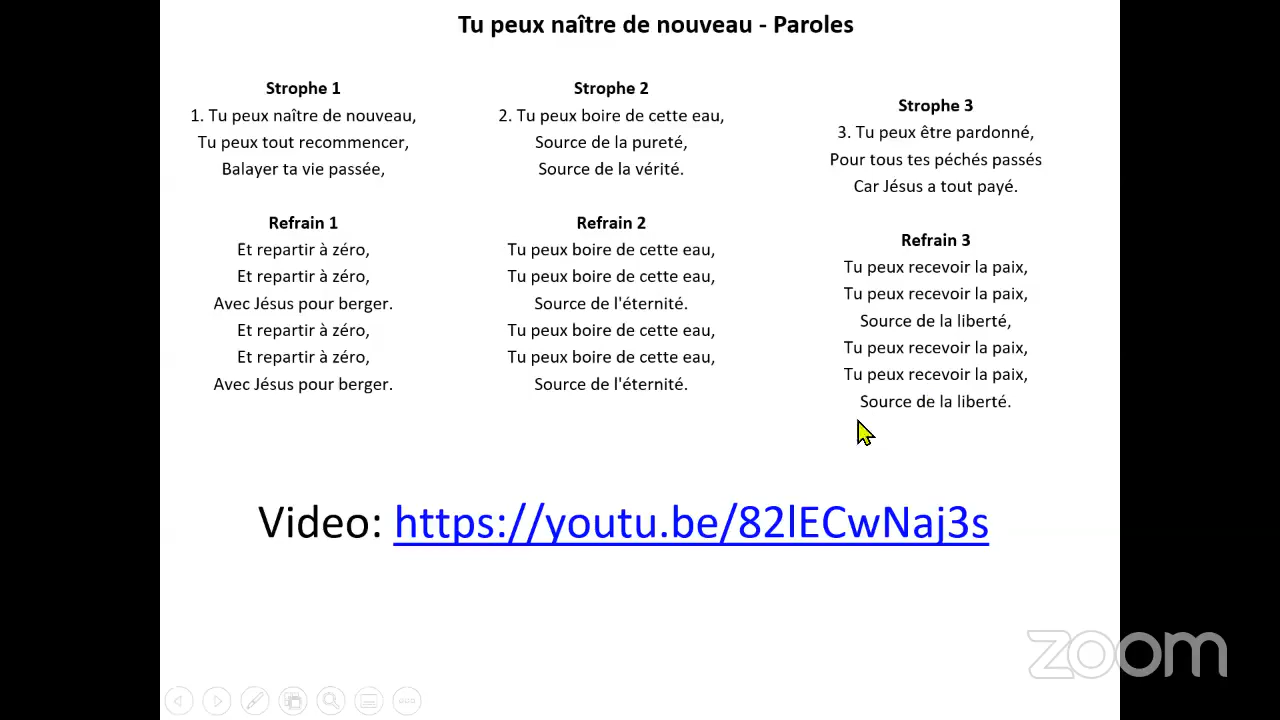 Tu peux naître de nouveau - Paroles
Strophe 1
1. Tu peux naître de nouveau,
Tu peux tout recommencer,
Balayer ta vie passée,
Refrain 1
Et repartir à zéro,
Et repartir à zéro,
Avec Jésus pour berger.
Et repartir à zéro,
Et repartir à zéro,
Avec Jésus pour berger.
Strophe 2
2. Tu peux boire de cette eau,
Source de la pureté,
Source de la vérité.
Refrain 2
Tu peux boire de cette eau,
Tu peux boire de cette eau,
Source de l'éternité.
Tu peux boire de cette eau,
Tu peux boire de cette eau,
Source de l'éternité.
Strophe 3
3. Tu peux être pardonné,
Pour tous tes péchés passés
Car Jésus a tout payé.
Refrain 3
Tu peux recevoir la paix,
Tu peux recevoir la paix,
Source de la liberté,
Tu peux recevoir la paix,
Tu peux recevoir la paix,
Source de la liberté.
Video: https://youtu.be/82lECwNaj3s
zoom